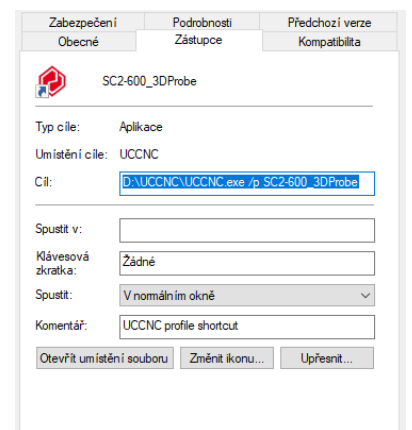 Zabezpečení Podrobnosti Předchozí verze
Obecné Zástupce Kompatibilita
SC2-600_3DProbe
Typ cíle: Aplikace
Umístění cíle: UCCNC
Cíl: D:\UCCNC\UCCNC.exe /p SC2-600_3DProbe
Spustit v:
Klávesová zkratka: Žádné
Spustit: V normálním okně
Komentář: UCCNC profile shortcut
Otevřít umístění souboru Změnit ikonu... Upřesnit...